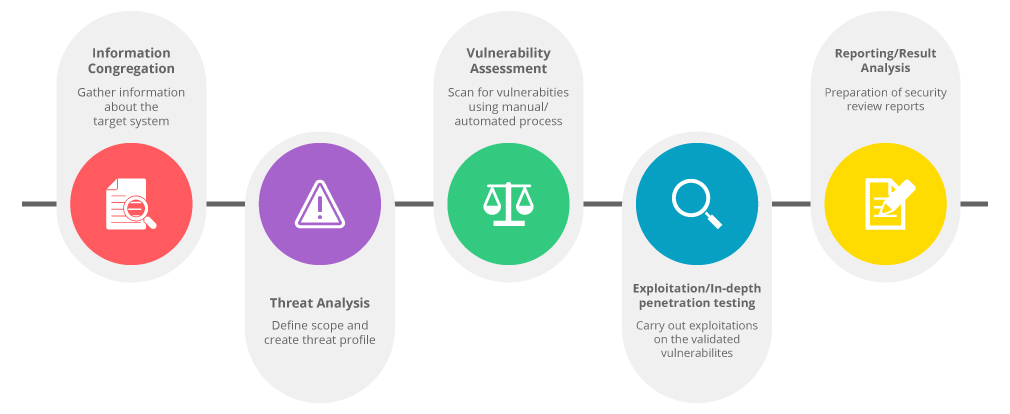 Information
Congregation
Gather information
about the
target system
Threat Analysis
Define scope and
create threat profile
Vulnerability
Assessment
Scan for vulnerabities
using manual/
automated process
Exploitation/In-depth
penetration testing
Carry out exploitations
on the validated
vulnerabilites
Reporting/Result
Analysis
Preparation of security
review reports